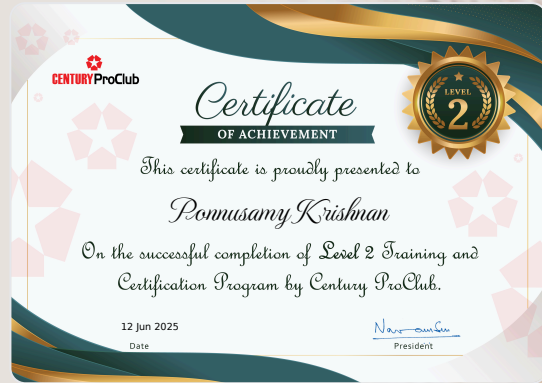 CENTURY ProClub
Certificate
OF ACHIEVEMENT
LEVEL
2
This certificate is proudly presented to
Ponnusamy Krishnan
On the successful completion of Level 2 Training and
Certification Program by Century ProClub.
12 Jun 2025
Date
President